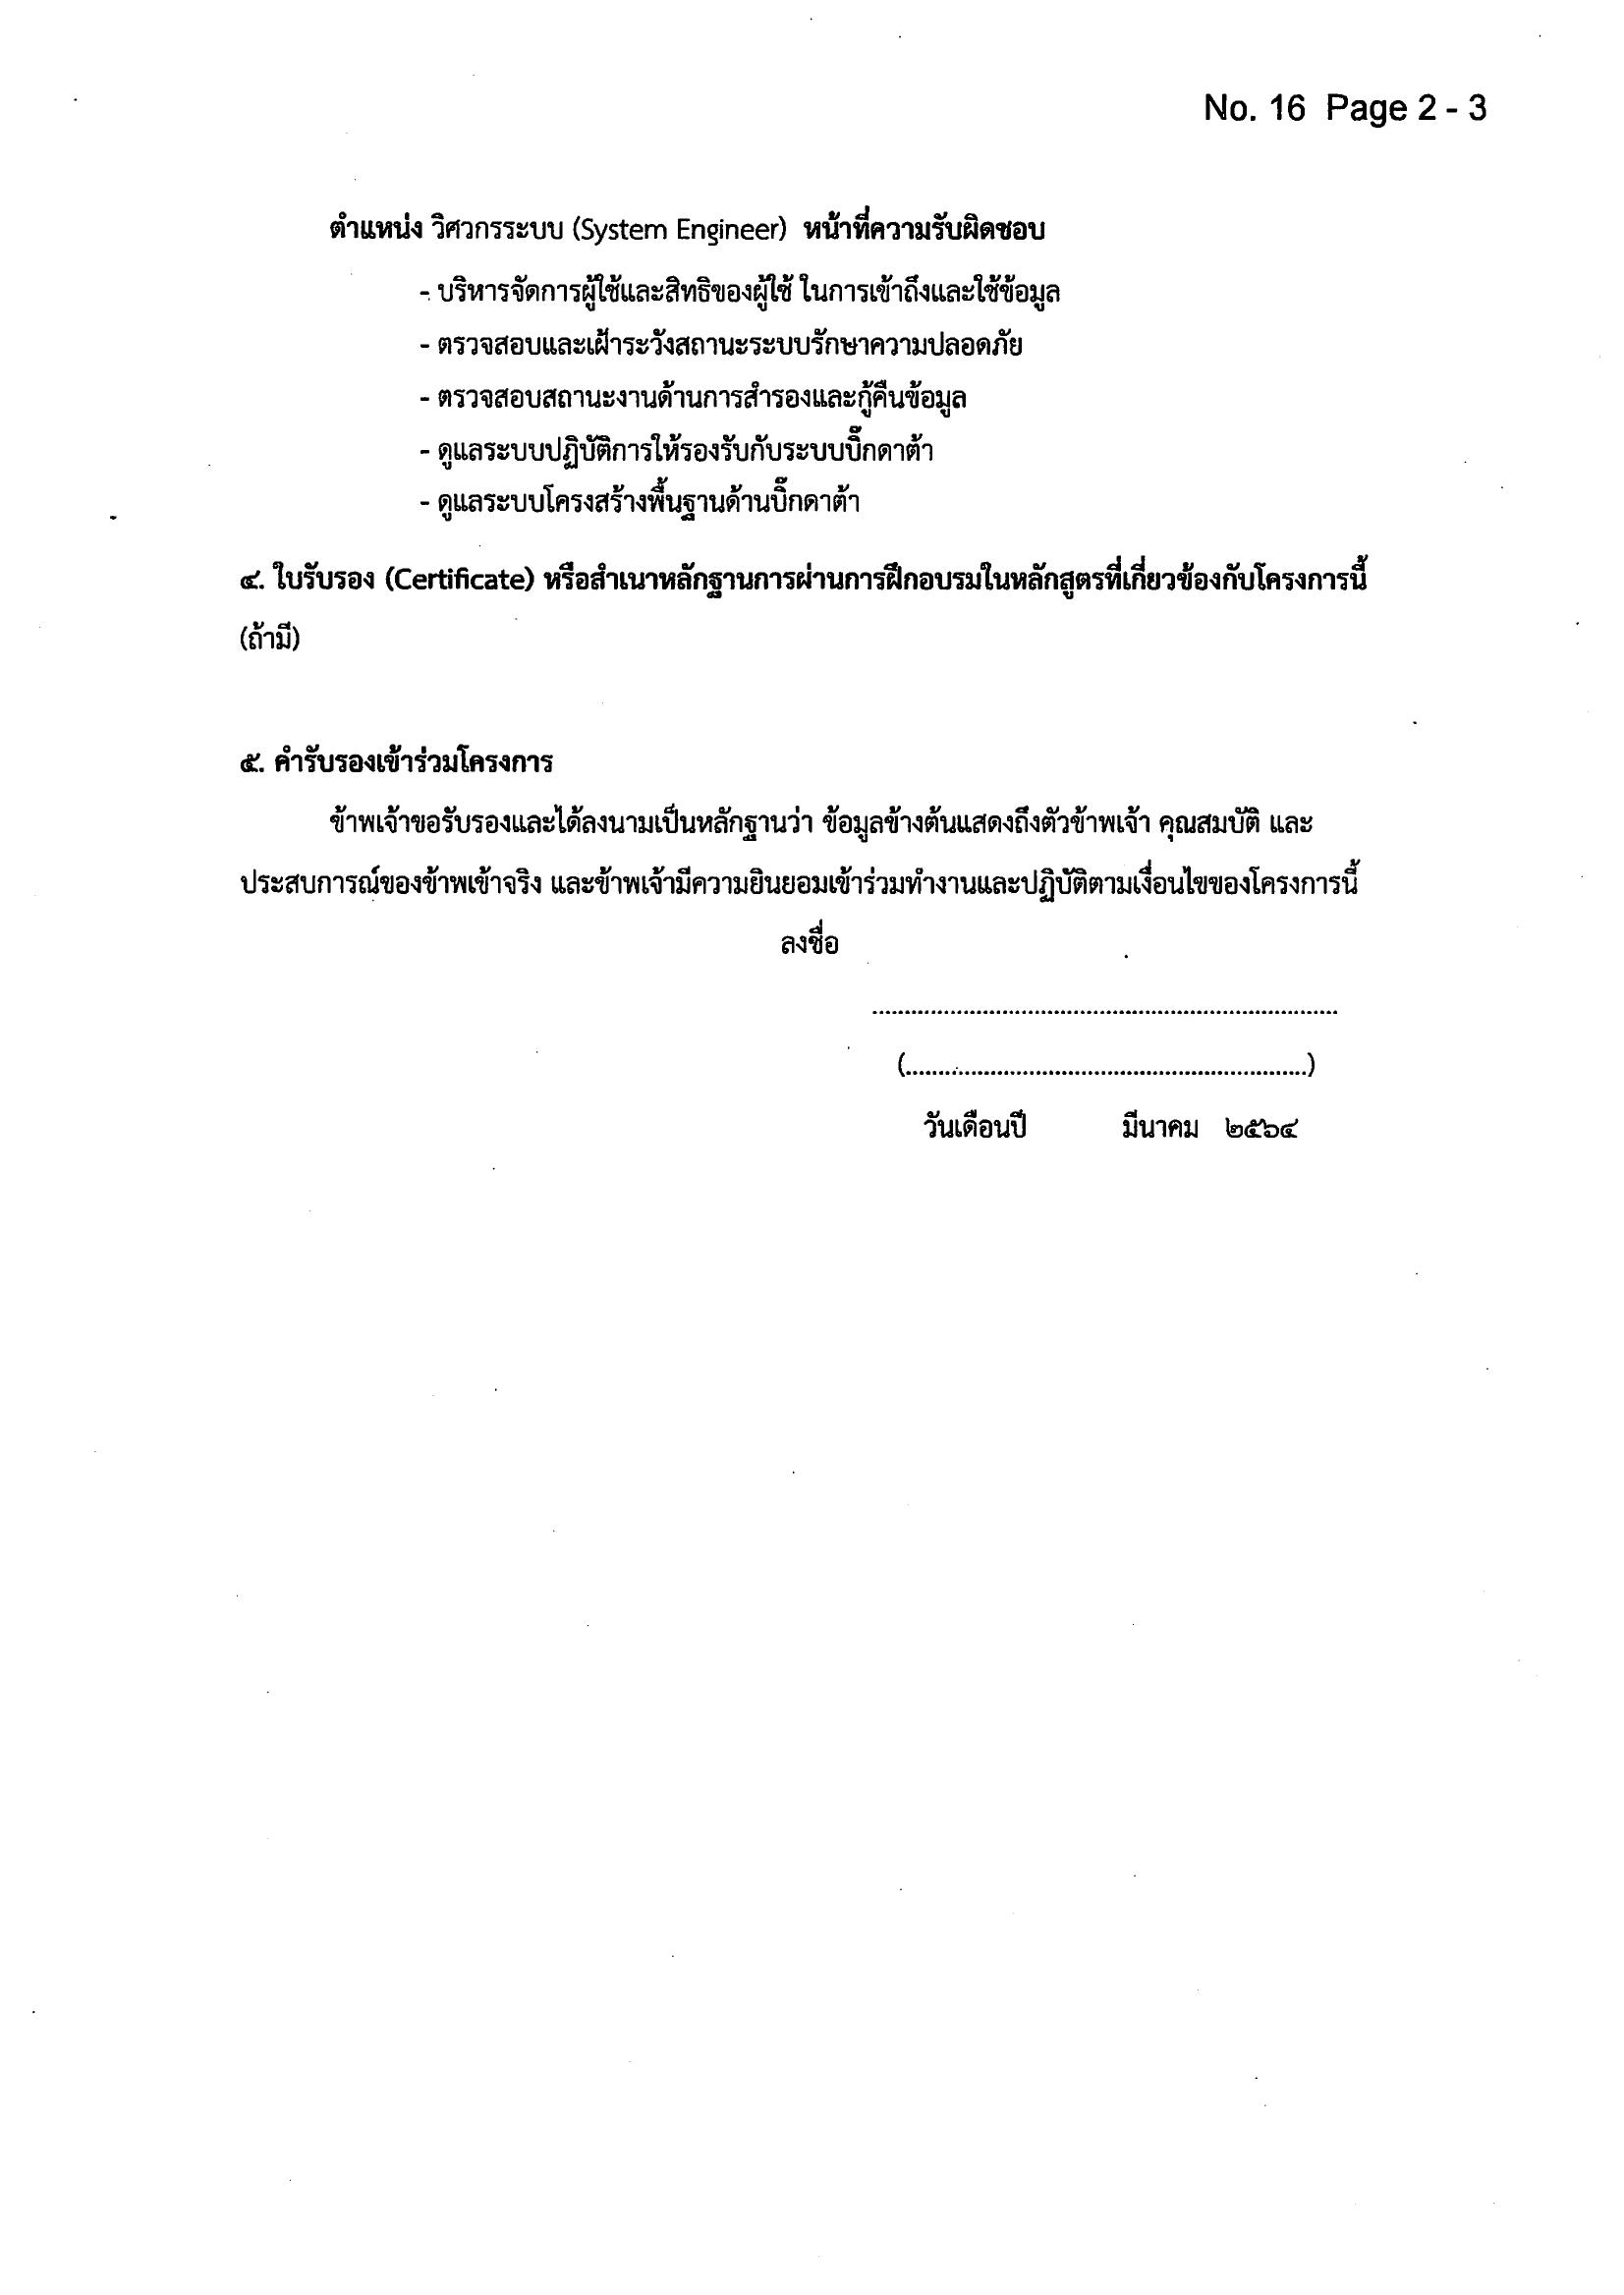 No. 16 Page 2 - 3
ตำแหน่ง วิศวกรระบบ (System Engineer) หน้าที่ความรับผิดชอบ
- บริหารจัดการผู้ใช้และสิทธิของผู้ใช้ ในการเข้าถึงและใช้ข้อมูล
- ตรวจสอบและเฝ้าระวังสถานะระบบรักษาความปลอดภัย
- ตรวจสอบสถานะงานด้านการสำรองและกู้คืนข้อมูล
- ดูแลระบบปฏิบัติการให้รองรับกับระบบบิ๊กดาต้า
- ดูแลระบบโครงสร้างพื้นฐานด้านบิ๊กดาต้า
๔. ใบรับรอง (Certificate) หรือสำเนาหลักฐานการผ่านการฝึกอบรมในหลักสูตรที่เกี่ยวข้องกับโครงการนี้
(ถ้ามี)
๕. คำรับรองเข้าร่วมโครงการ
ข้าพเจ้าขอรับรองและได้ลงนามเป็นหลักฐานว่า ข้อมูลข้างต้นแสดงถึงตัวข้าพเจ้า คุณสมบัติ และ
ประสบการณ์ของข้าพเข้าจริง และข้าพเจ้ามีความยินยอมเข้าร่วมทำงานและปฏิบัติตามเงื่อนไขของโครงการนี้
ลงชื่อ
......................................................................
(.............................................................)
วันเดือนปี มีนาคม ๒๕๖๔